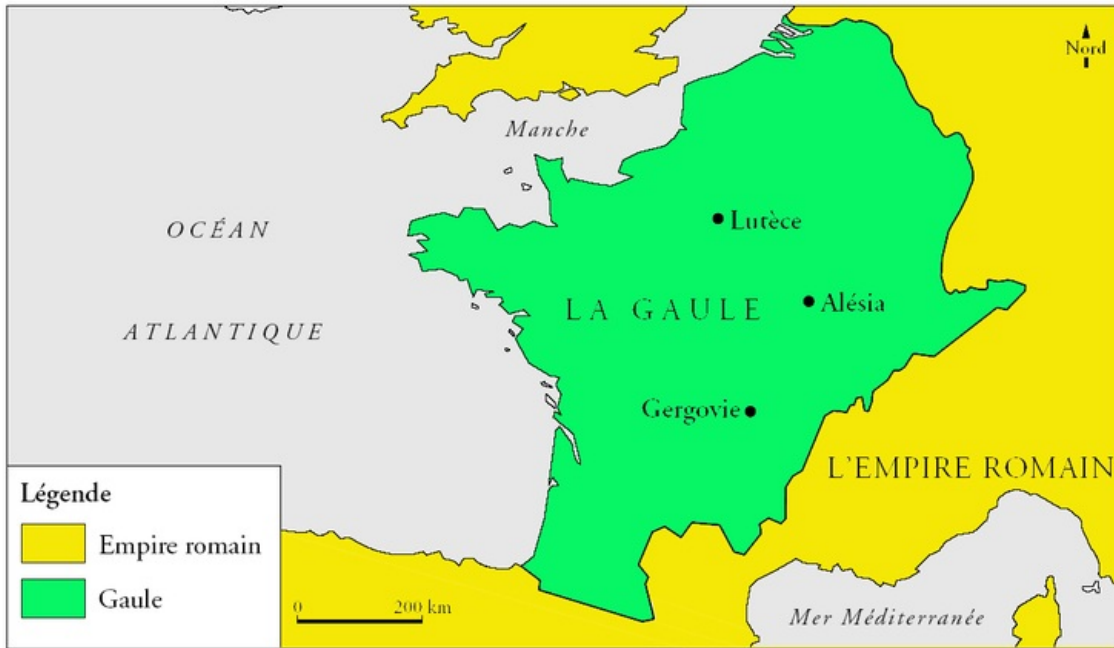 Nord
Manche
OCÉAN
ATLANTIQUE
Lutèce
LA GAULE
Alésia
Gergovie
L'EMPIRE ROMAIN
Légende
Empire romain
Gaule
0 200 km
Mer Méditerranée